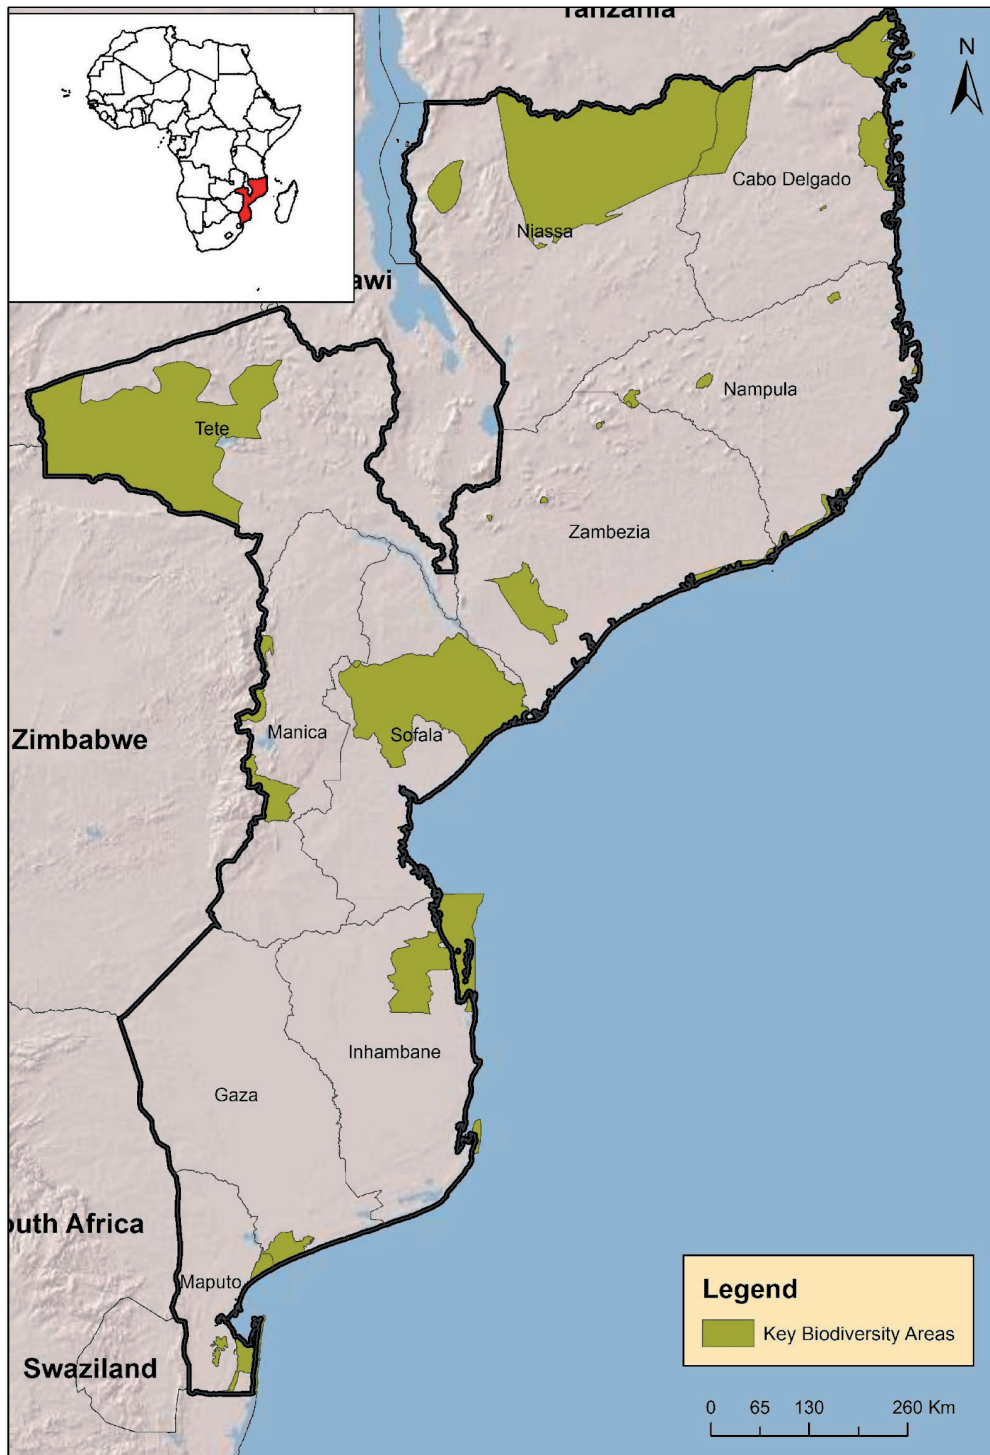 Tanzania
N
Cabo Delgado
Niassa
awi
Nampula
Tete
Zambezia
Zimbabwe
Manica
Sofala
Inhambane
Gaza
outh Africa
Maputo
Swaziland
Legend
Key Biodiversity Areas
0 65 130 260 Km